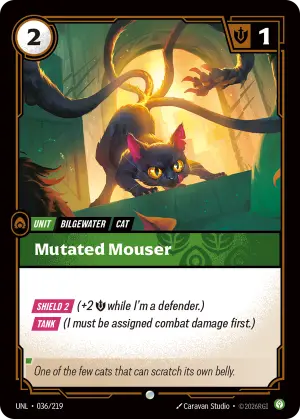 2
1
UNIT BILGEWATER CAT
Mutated Mouser
SHIELD 2 (+2 while I'm a defender.)
TANK (I must be assigned combat damage first.)
One of the few cats that can scratch its own belly.
UNL • 036/219 Caravan Studio • ©2026RGI